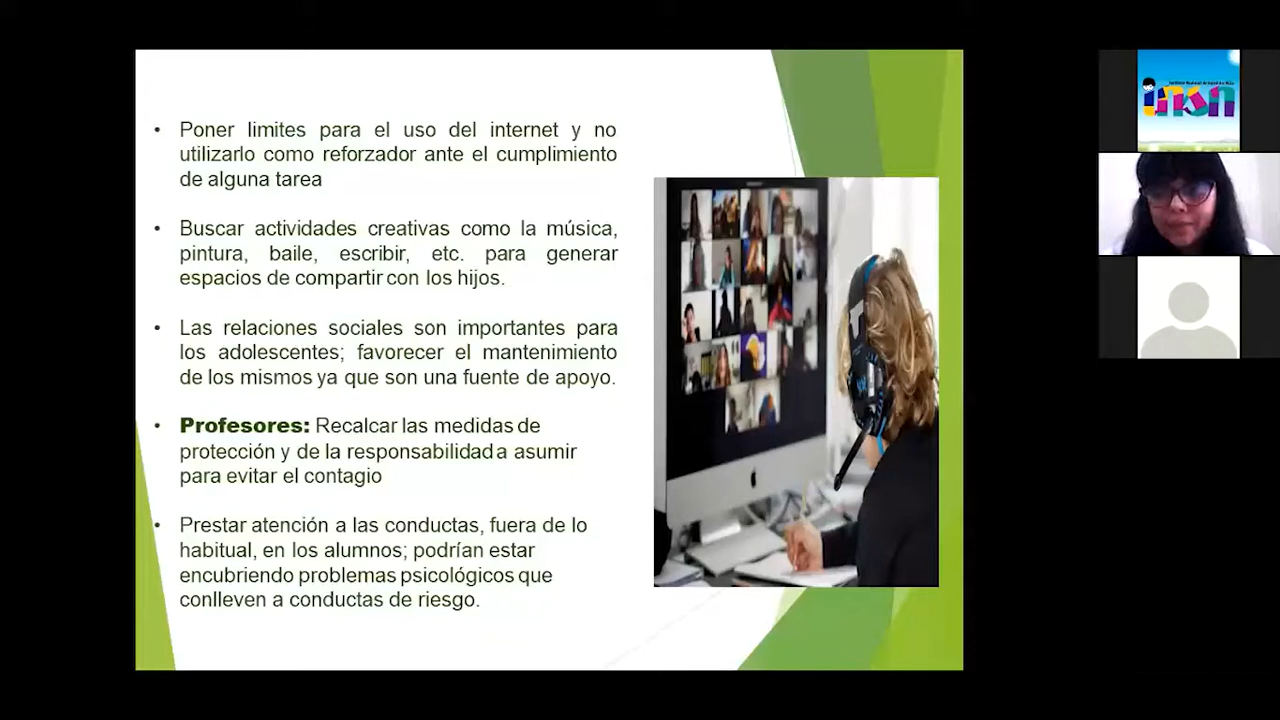 • Poner limites para el uso del internet y no
utilizarlo como reforzador ante el cumplimiento
de alguna tarea
• Buscar actividades creativas como la música,
pintura, baile, escribir, etc. para generar
espacios de compartir con los hijos.
• Las relaciones sociales son importantes para
los adolescentes; favorecer el mantenimiento
de los mismos ya que son una fuente de apoyo.
• Profesores: Recalcar las medidas de
protección y de la responsabilidad a asumir
para evitar el contagio
• Prestar atención a las conductas, fuera de lo
habitual, en los alumnos; podrían estar
encubriendo problemas psicológicos que
conlleven a conductas de riesgo.
insn